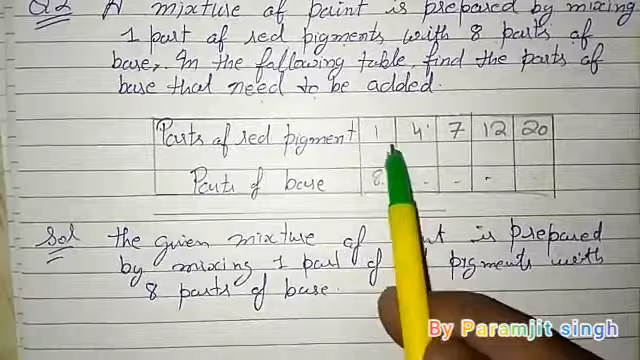 Q2 A mixture of paint is prepared by mixing
1 part of red pigments with 8 parts of
base. In the following table, find the parts of
base that need to be added.
Parts of red pigment 1 4 7 12 20
Parts of base 8 - - -
Sol the given mixture of is prepared
by mixing 1 part of pigments with
8 parts of base.
By Paramjit singh